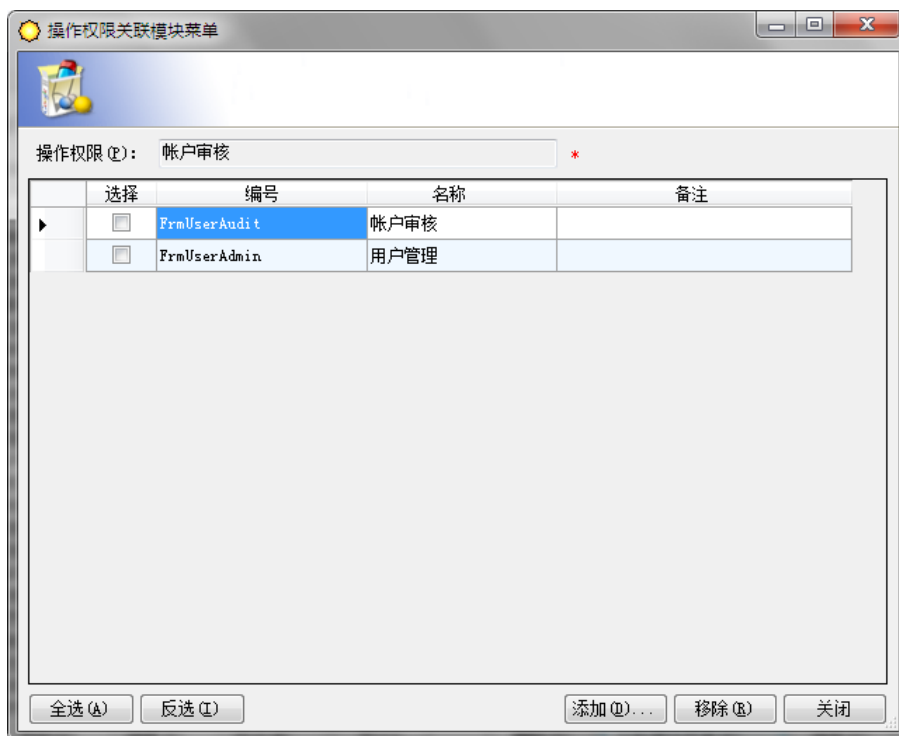 操作权限关联模块菜单
操作权限(P): 帐户审核 *
选择 编号 名称 备注
FrmUserAudit 帐户审核
FrmUserAdmin 用户管理
全选(A) 反选(I) 添加(D)... 移除(R) 关闭